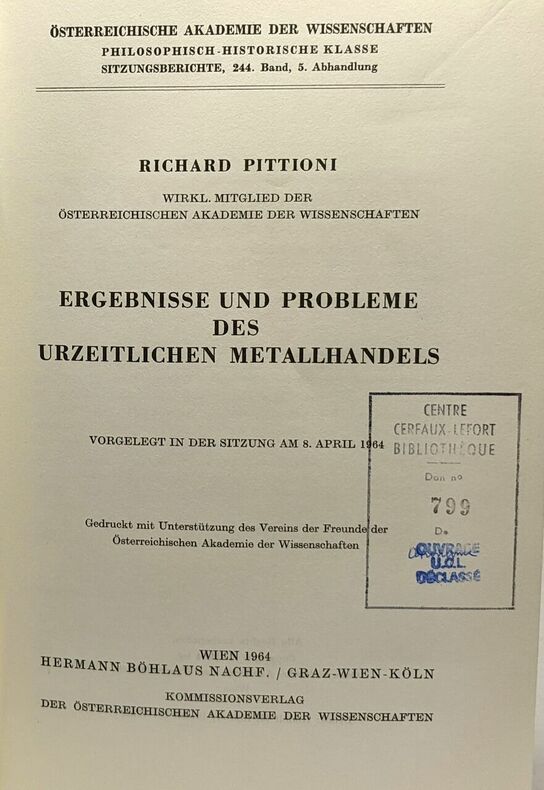 ÖSTERREICHISCHE AKADEMIE DER WISSENSCHAFTEN
PHILOSOPHISCH-HISTORISCHE KLASSE
SITZUNGSBERICHTE, 244. Band, 5. Abhandlung
RICHARD PITTIONI
WIRKL. MITGLIED DER
ÖSTERREICHISCHEN AKADEMIE DER WISSENSCHAFTEN
ERGEBNISSE UND PROBLEME
DES
URZEITLICHEN METALLHANDELS
VORGELEGT IN DER SITZUNG AM 8. APRIL 1964
Gedruckt mit Unterstützung des Vereins der Freunde der
Österreichischen Akademie der Wissenschaften
CENTRE
CERFAUX-LEFORT
BIBLIOTHÈQUE
Don nº
799
De
OUVRAGE
U.C.L.
DÉCLASSÉ
WIEN 1964
HERMANN BÖHLAUS NACHF. / GRAZ-WIEN-KÖLN
KOMMISSIONSVERLAG
DER ÖSTERREICHISCHEN AKADEMIE DER WISSENSCHAFTEN